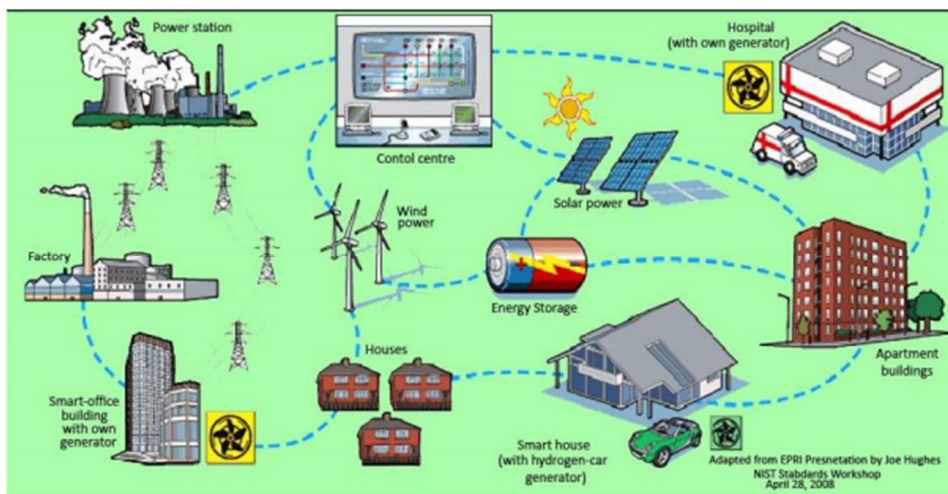 Power station
Hospital
(with own generator)
Contol centre
Solar power
Wind
power
Factory
Energy Storage
Houses
Apartment
buildings
Smart-office
building
with own
generator
Smart house
(with hydrogen-car
generator)
Adapted from EPRI Presnetation by Joe Hughes
NIST Stabdards Workshop
April 28, 2008